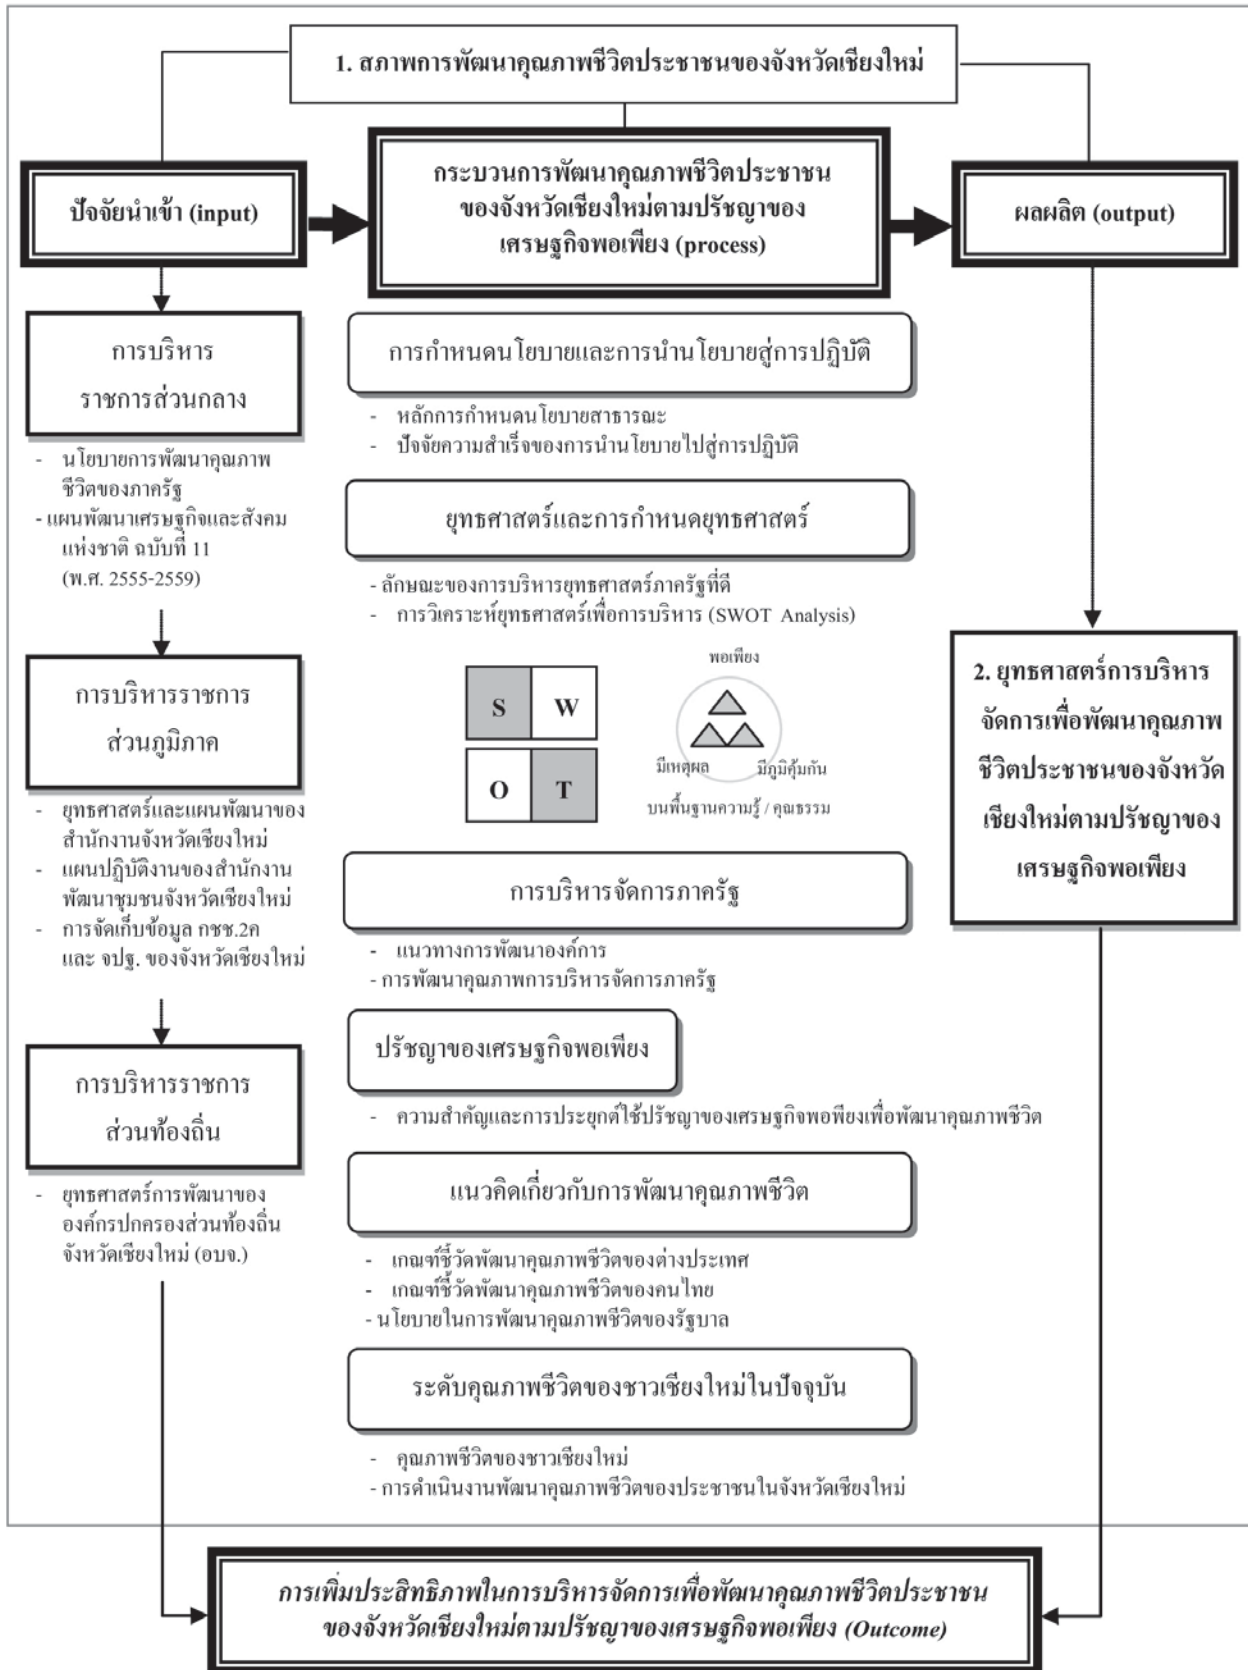 1. สภาพการพัฒนาคุณภาพชีวิตประชาชนของจังหวัดเชียงใหม่
ปัจจัยนำเข้า (input)
กระบวนการพัฒนาคุณภาพชีวิตประชาชน
ของจังหวัดเชียงใหม่ตามปรัชญาของ
เศรษฐกิจพอเพียง (process)
ผลผลิต (output)
การบริหาร
ราชการส่วนกลาง
- นโยบายการพัฒนาคุณภาพ
ชีวิตของภาครัฐ
- แผนพัฒนาเศรษฐกิจและสังคม
แห่งชาติ ฉบับที่ 11
(พ.ศ. 2555-2559)
การบริหารราชการ
ส่วนภูมิภาค
- ยุทธศาสตร์และแผนพัฒนาของ
สำนักงานจังหวัดเชียงใหม่
- แผนปฏิบัติงานของสำนักงาน
พัฒนาชุมชนจังหวัดเชียงใหม่
- การจัดเก็บข้อมูล กชช.2ค
และ จปฐ. ของจังหวัดเชียงใหม่
การบริหารราชการ
ส่วนท้องถิ่น
- ยุทธศาสตร์การพัฒนาของ
องค์กรปกครองส่วนท้องถิ่น
จังหวัดเชียงใหม่ (อบจ.)
การกำหนดนโยบายและการนำนโยบายสู่การปฏิบัติ
- หลักการกำหนดนโยบายสาธารณะ
- ปัจจัยความสำเร็จของการนำนโยบายไปสู่การปฏิบัติ
ยุทธศาสตร์และการกำหนดยุทธศาสตร์
- ลักษณะของการบริหารยุทธศาสตร์ภาครัฐที่ดี
- การวิเคราะห์ยุทธศาสตร์เพื่อการบริหาร (SWOT Analysis)
S W
O T
พอเพียง
มีเหตุผล มีภูมิคุ้มกัน
บนพื้นฐานความรู้ / คุณธรรม
การบริหารจัดการภาครัฐ
- แนวทางการพัฒนาองค์การ
- การพัฒนาคุณภาพการบริหารจัดการภาครัฐ
ปรัชญาของเศรษฐกิจพอเพียง
- ความสำคัญและการประยุกต์ใช้ปรัชญาของเศรษฐกิจพอพียงเพื่อพัฒนาคุณภาพชีวิต
แนวคิดเกี่ยวกับการพัฒนาคุณภาพชีวิต
- เกณฑ์ชี้วัดพัฒนาคุณภาพชีวิตของต่างประเทศ
- เกณฑ์ชี้วัดพัฒนาคุณภาพชีวิตของคนไทย
- นโยบายในการพัฒนาคุณภาพชีวิตของรัฐบาล
ระดับคุณภาพชีวิตของชาวเชียงใหม่ในปัจจุบัน
- คุณภาพชีวิตของชาวเชียงใหม่
- การดำเนินงานพัฒนาคุณภาพชีวิตของประชาชนในจังหวัดเชียงใหม่
2. ยุทธศาสตร์การบริหาร
จัดการเพื่อพัฒนาคุณภาพ
ชีวิตประชาชนของจังหวัด
เชียงใหม่ตามปรัชญาของ
เศรษฐกิจพอเพียง
การเพิ่มประสิทธิภาพในการบริหารจัดการเพื่อพัฒนาคุณภาพชีวิตประชาชน
ของจังหวัดเชียงใหม่ตามปรัชญาของเศรษฐกิจพอเพียง (Outcome)